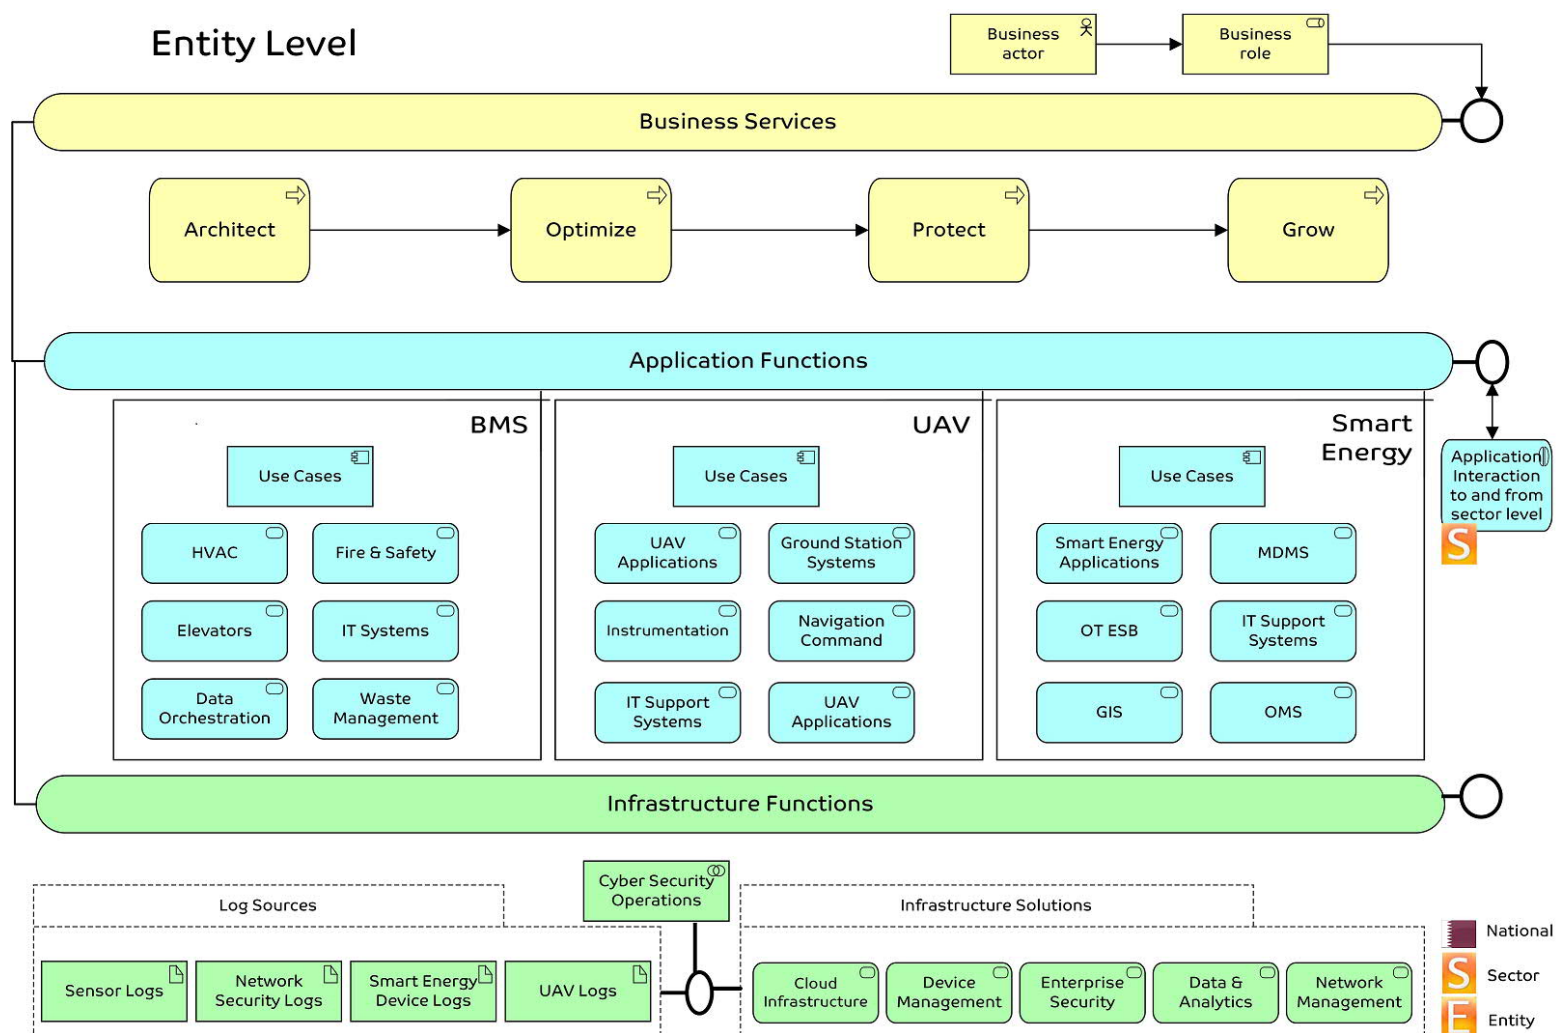 Entity Level
Business
actor
Business
role
Business Services
Architect
Optimize
Protect
Grow
Application Functions
BMS
Use Cases
HVAC
Fire & Safety
Elevators
IT Systems
Data
Orchestration
Waste
Management
UAV
Use Cases
UAV
Applications
Ground Station
Systems
Instrumentation
Navigation
Command
IT Support
Systems
UAV
Applications
Smart
Energy
Use Cases
Smart Energy
Applications
MDMS
OT ESB
IT Support
Systems
GIS
OMS
Application
Interaction
to and from
sector level
S
Infrastructure Functions
Cyber Security
Operations
Log Sources
Sensor Logs
Network
Security Logs
Smart Energy
Device Logs
UAV Logs
Infrastructure Solutions
Cloud
Infrastructure
Device
Management
Enterprise
Security
Data &
Analytics
Network
Management
National
S Sector
E Entity